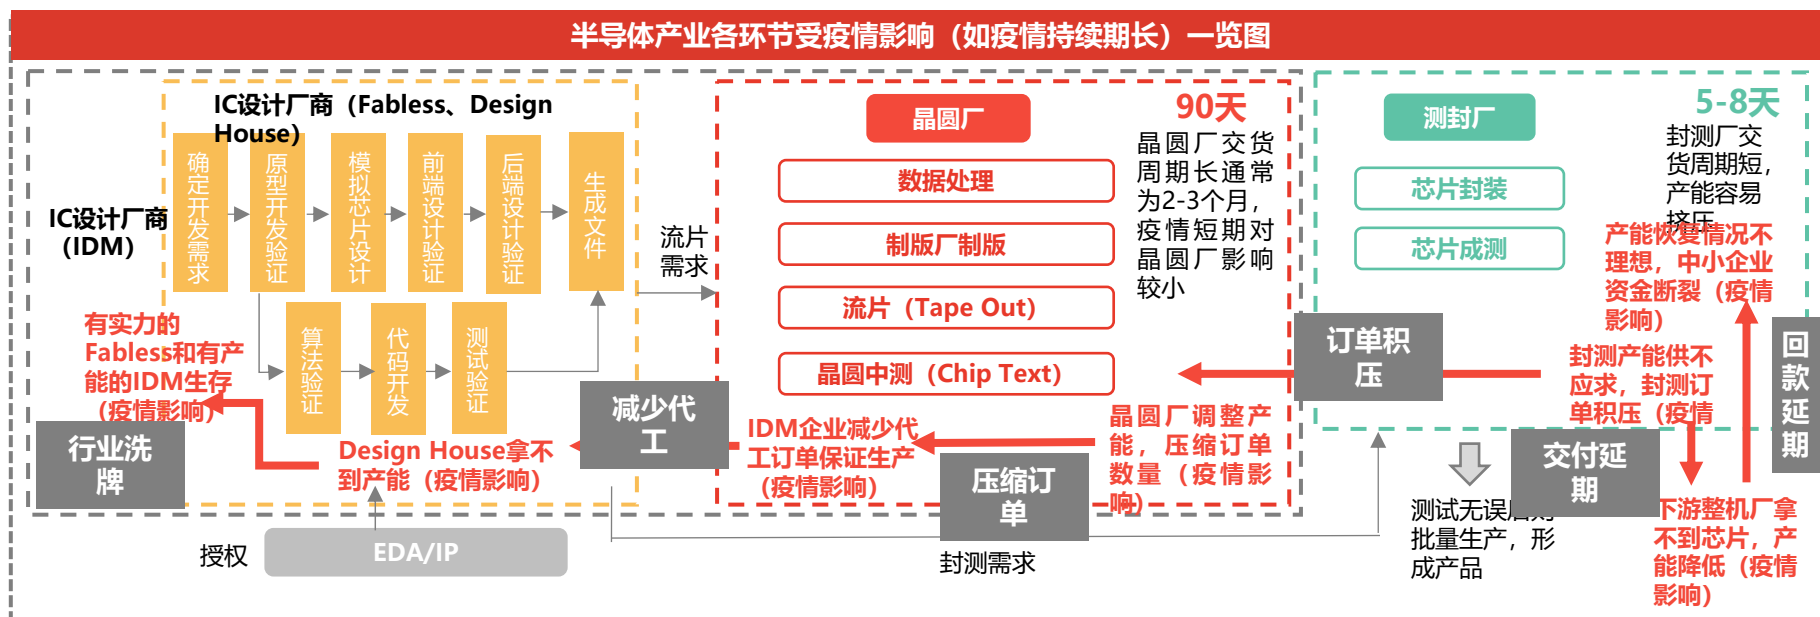 半导体产业各环节受疫情影响（如疫情持续期长）一览图
IC设计厂商（Fabless、Design
House）
IC设计厂商
（IDM）
确定开发需求
原型开发验证
模拟芯片设计
前端设计验证
后端设计验证
生成文件
算法验证
代码开发
测试验证
有实力的
Fabless和有产
能的IDM生存
（疫情影响）
行业洗
牌
Design House拿不
到产能（疫情影响）
授权
EDA/IP
流片
需求
减少代
工
晶圆厂
数据处理
制版厂制版
流片（Tape Out）
晶圆中测（Chip Text）
90天
晶圆厂交货
周期长通常
为2-3个月，
疫情短期对
晶圆厂影响
较小
IDM企业减少代
工订单保证生产
（疫情影响）
晶圆厂调整产
能，压缩订单
数量（疫情影
响）
压缩订
单
封测需求
订单积
压
测封厂
芯片封装
芯片成测
5-8天
封测厂交
货周期短，
产能容易
挤压
产能恢复情况不
理想，中小企业
资金断裂（疫情
影响）
封测产能供不
应求，封测订
单积压（疫情
回款延期
交付延
期
测试无误后则
批量生产，形
成产品
下游整机厂拿
不到芯片，产
能降低（疫情
影响）